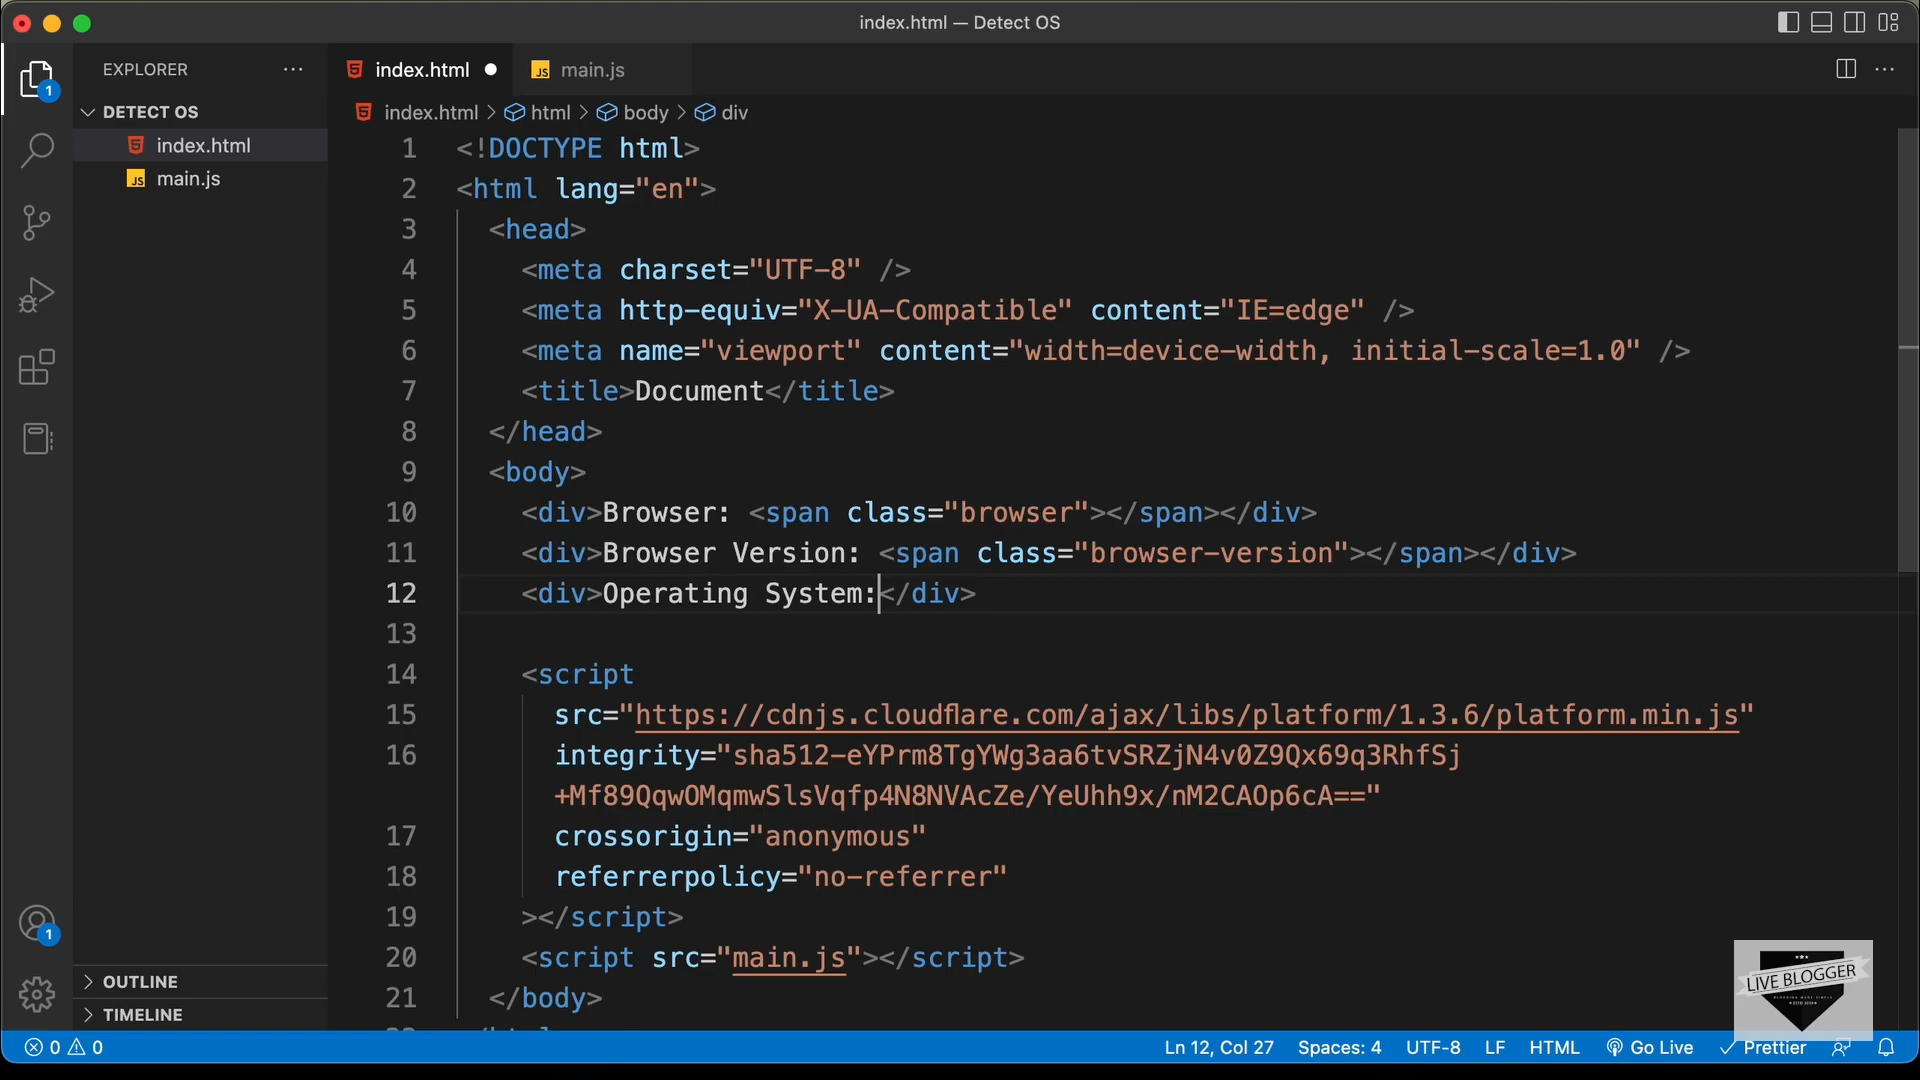 index.html — Detect OS
EXPLORER
index.html
main.js
DETECT OS
index.html > html > body > div
index.html
main.js
1 <!DOCTYPE html>
2 <html lang="en">
3 <head>
4 <meta charset="UTF-8" />
5 <meta http-equiv="X-UA-Compatible" content="IE=edge" />
6 <meta name="viewport" content="width=device-width, initial-scale=1.0" />
7 <title>Document</title>
8 </head>
9 <body>
10 <div>Browser: <span class="browser"></span></div>
11 <div>Browser Version: <span class="browser-version"></span></div>
12 <div>Operating System:</div>
13
14 <script
15 src="https://cdnjs.cloudflare.com/ajax/libs/platform/1.3.6/platform.min.js"
16 integrity="sha512-eYPrm8TgYWg3aa6tvSRZjN4v0Z9Qx69q3RhfSj
+Mf89QqwOMqmwSlsVqfp4N8NVAcZe/YeUhh9x/nM2CAOp6cA=="
17 crossorigin="anonymous"
18 referrerpolicy="no-referrer"
19 ></script>
20 <script src="main.js"></script>
21 </body>
1
1
OUTLINE
TIMELINE
LIVE BLOGGER
0 0
Ln 12, Col 27 Spaces: 4 UTF-8 LF HTML Go Live Prettier